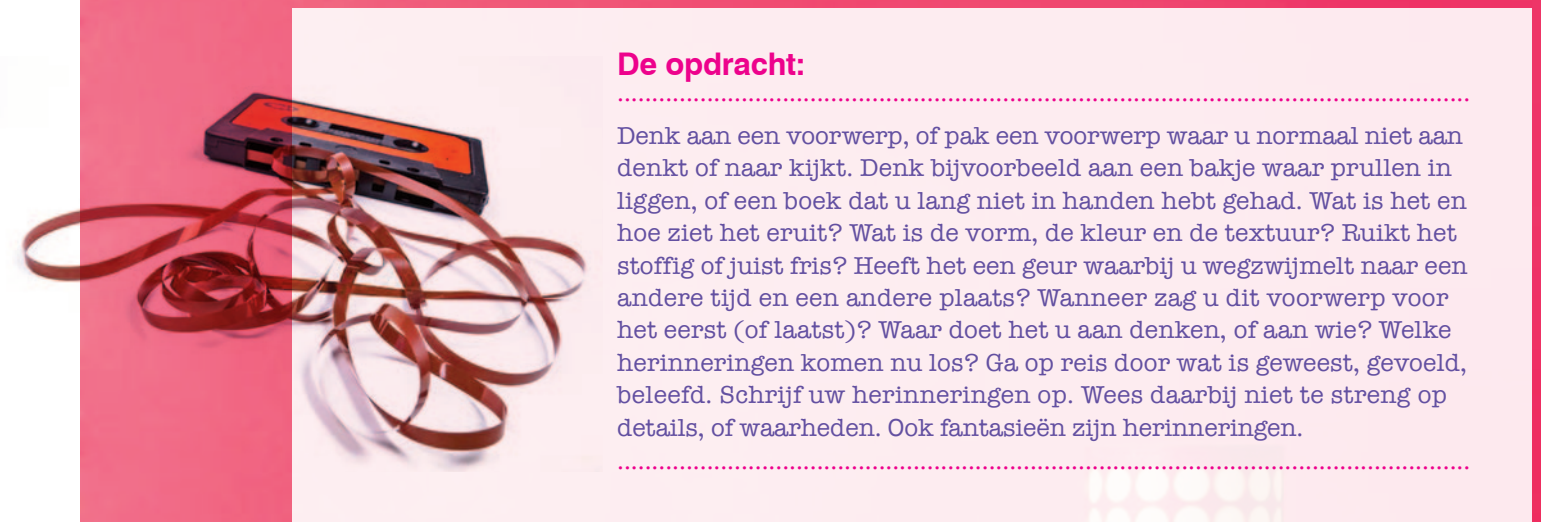 De opdracht:
Denk aan een voorwerp, of pak een voorwerp waar u normaal niet aan
denkt of naar kijkt. Denk bijvoorbeeld aan een bakje waar prullen in
liggen, of een boek dat u lang niet in handen hebt gehad. Wat is het en
hoe ziet het eruit? Wat is de vorm, de kleur en de textuur? Ruikt het
stoffig of juist fris? Heeft het een geur waarbij u wegzwijmelt naar een
andere tijd en een andere plaats? Wanneer zag u dit voorwerp voor
het eerst (of laatst)? Waar doet het u aan denken, of aan wie? Welke
herinneringen komen nu los? Ga op reis door wat is geweest, gevoeld,
beleefd. Schrijf uw herinneringen op. Wees daarbij niet te streng op
details, of waarheden. Ook fantasieën zijn herinneringen.